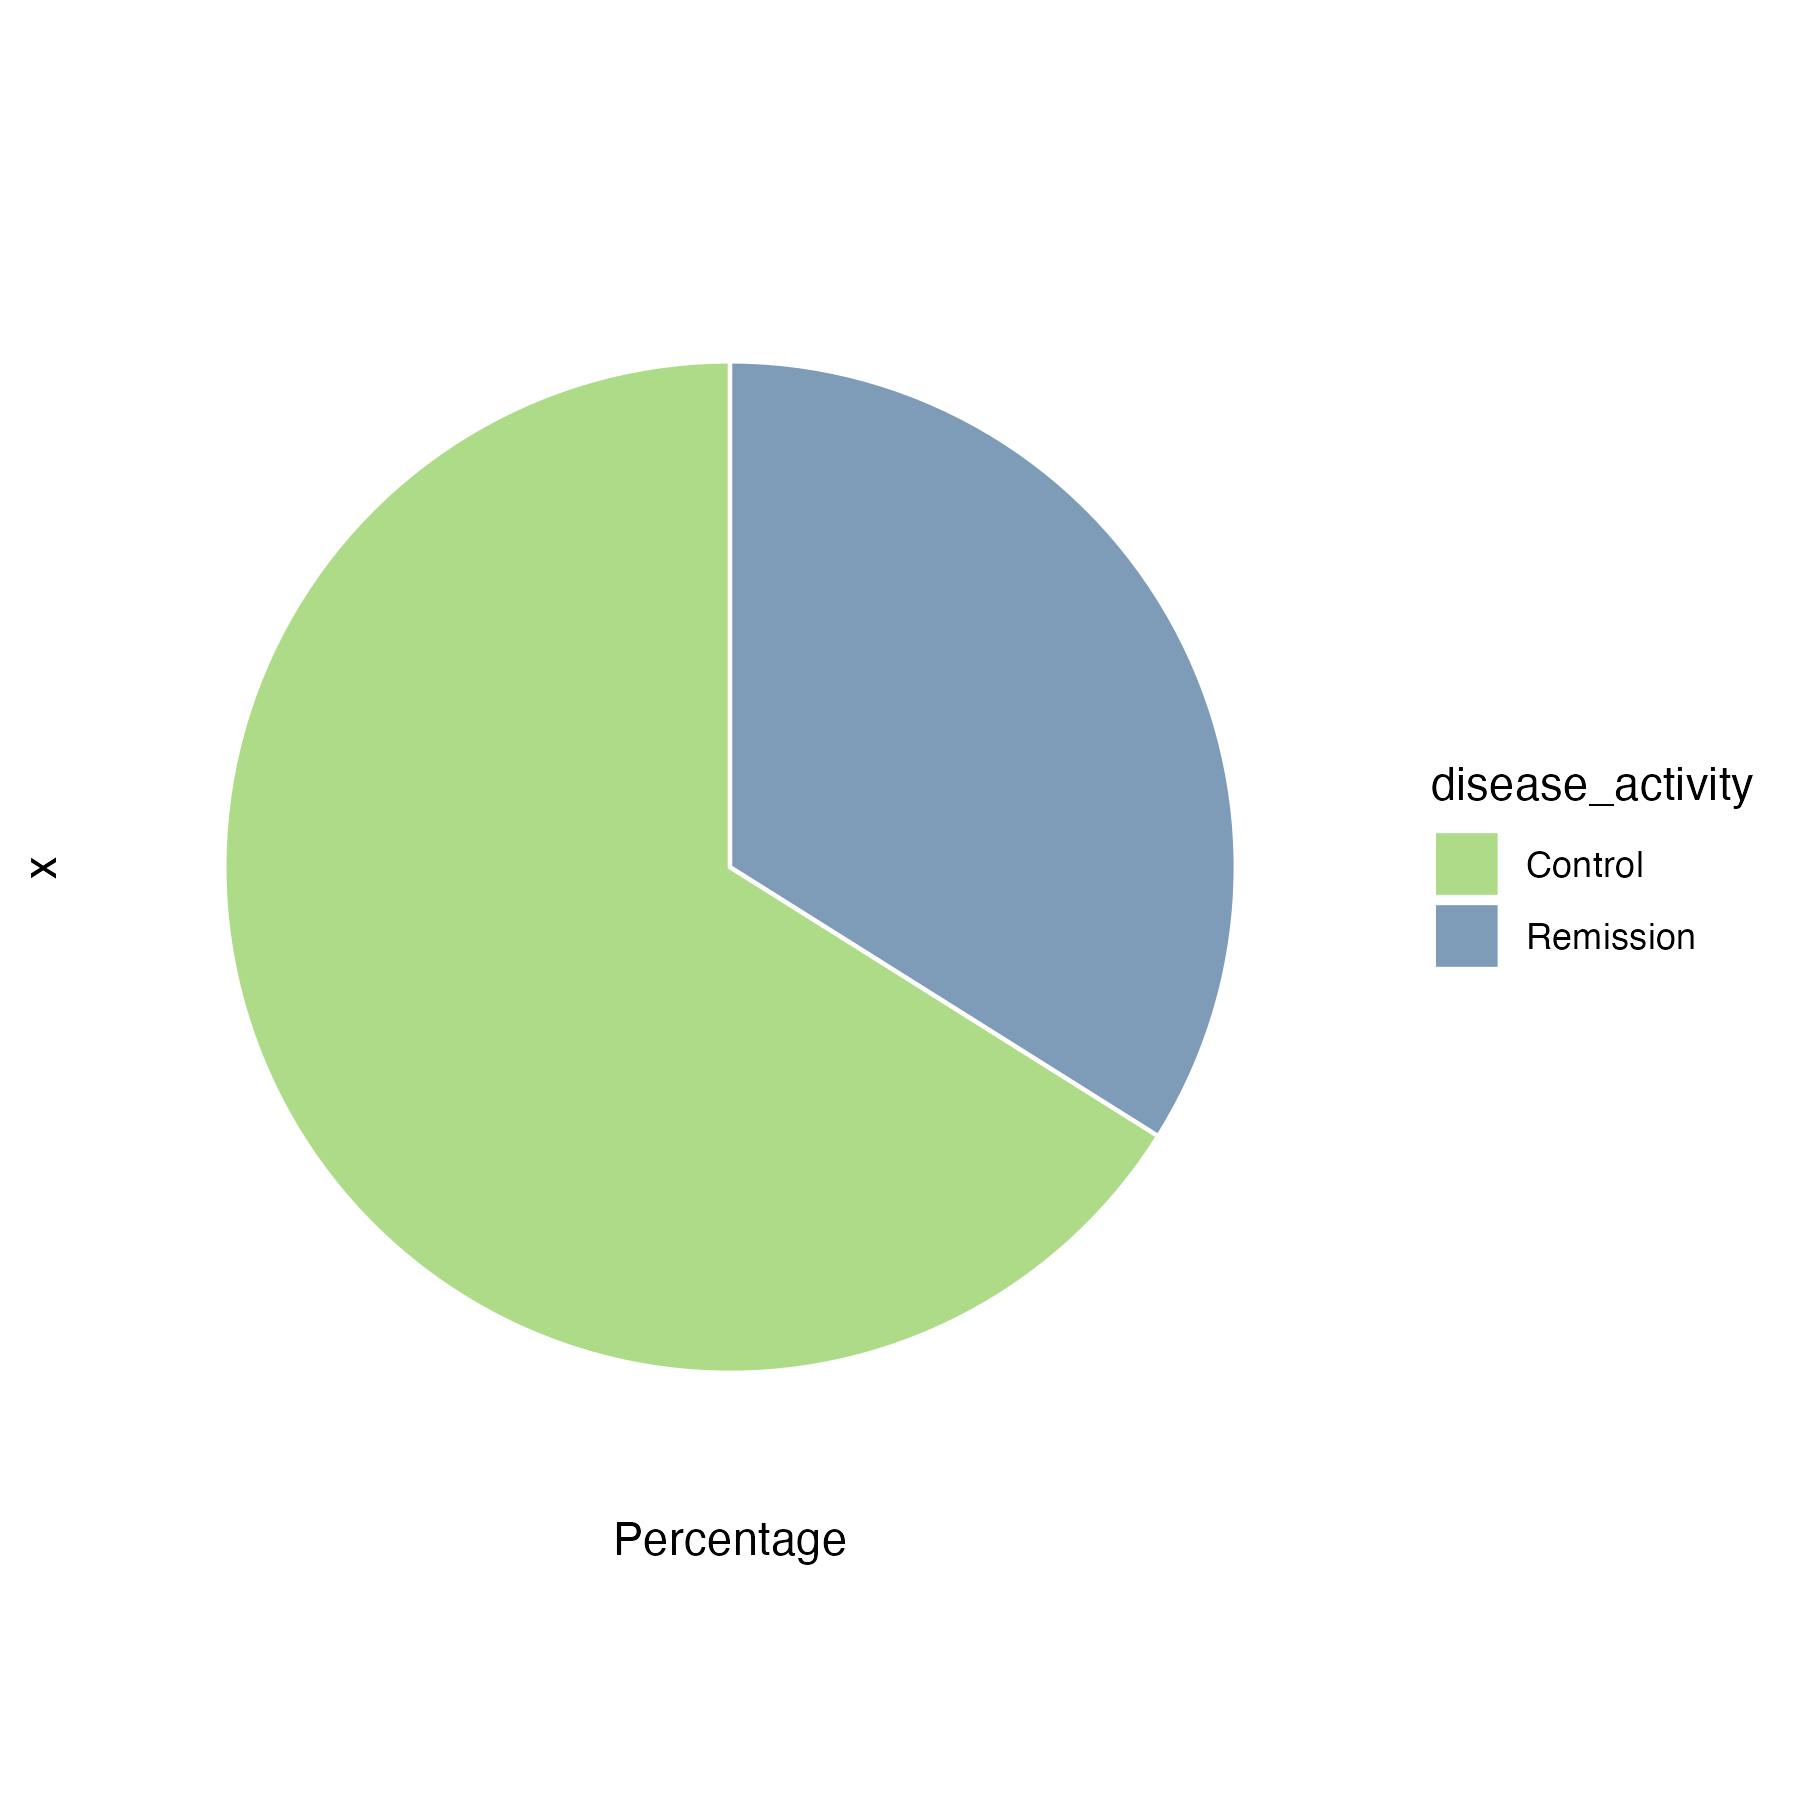 x
disease_activity
Control
Remission
Percentage